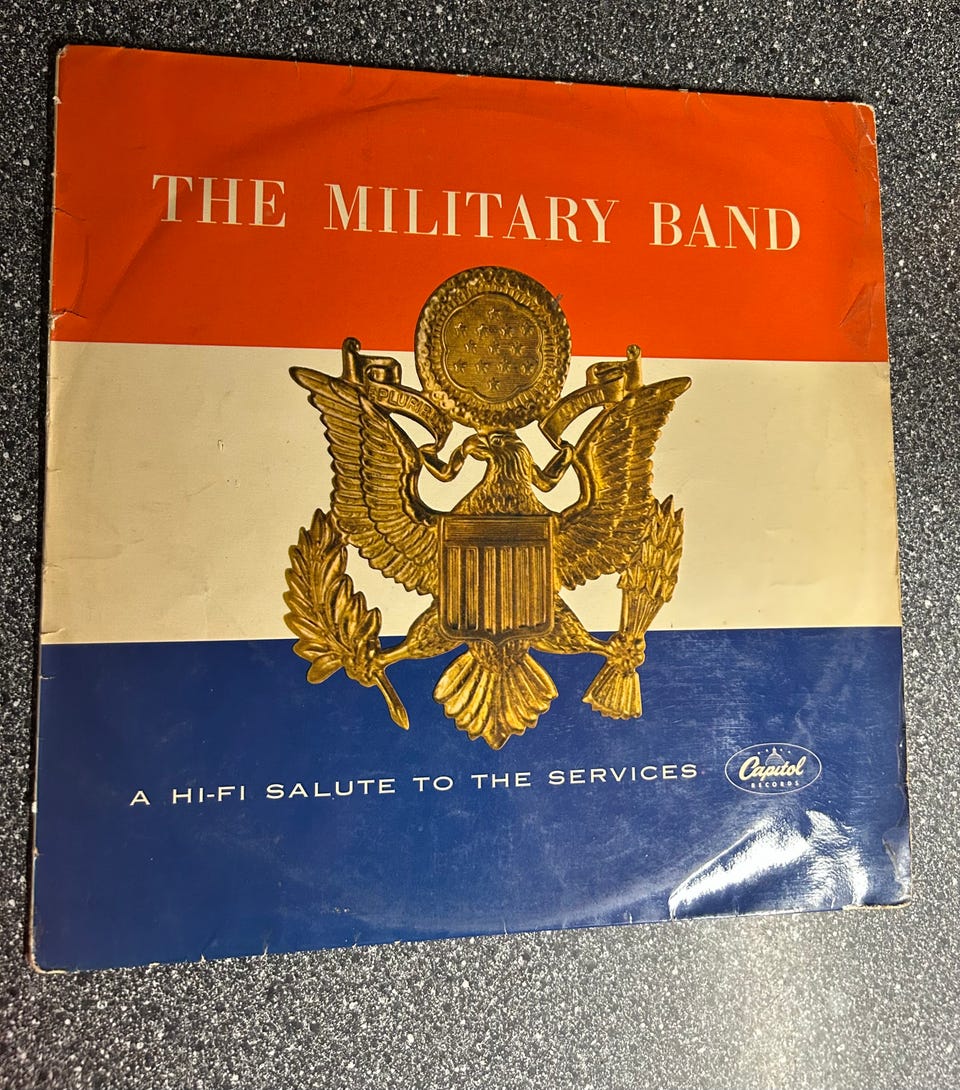 THE MILITARY BAND
E PLURIBUS UNUM
A HI-FI SALUTE TO THE SERVICES
Capitol
RECORDS